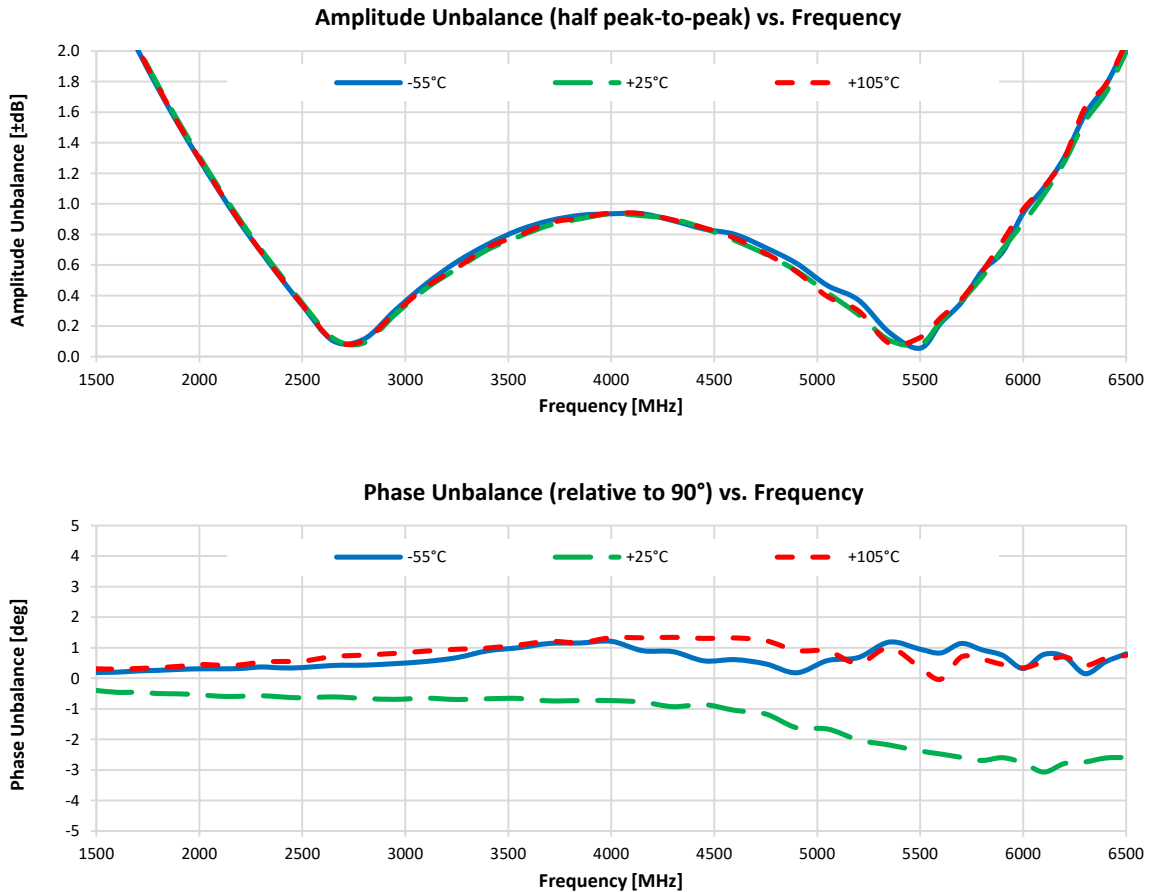 Amplitude Unbalance (half peak-to-peak) vs. Frequency
Amplitude Unbalance [±dB]
2.0
1.8
1.6
1.4
1.2
1.0
0.8
0.6
0.4
0.2
0.0
-55°C +25°C +105°C
1500 2000 2500 3000 3500 4000 4500 5000 5500 6000 6500
Frequency [MHz]
Phase Unbalance (relative to 90°) vs. Frequency
Phase Unbalance [deg]
5
4
3
2
1
0
-1
-2
-3
-4
-5
-55°C +25°C +105°C
1500 2000 2500 3000 3500 4000 4500 5000 5500 6000 6500
Frequency [MHz]